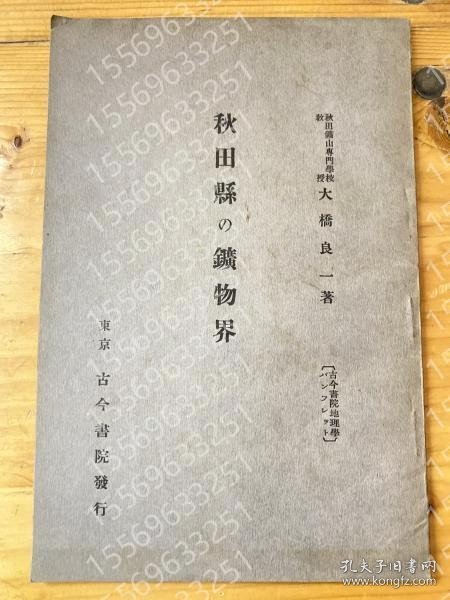 秋田鑛山専門學校
教授
大橋良一著
〔古今書院地理學
パンフレット〕
秋田縣の鑛物界
東京 古今書院發行
15569633251
孔夫子旧书网
www.kongfz.com